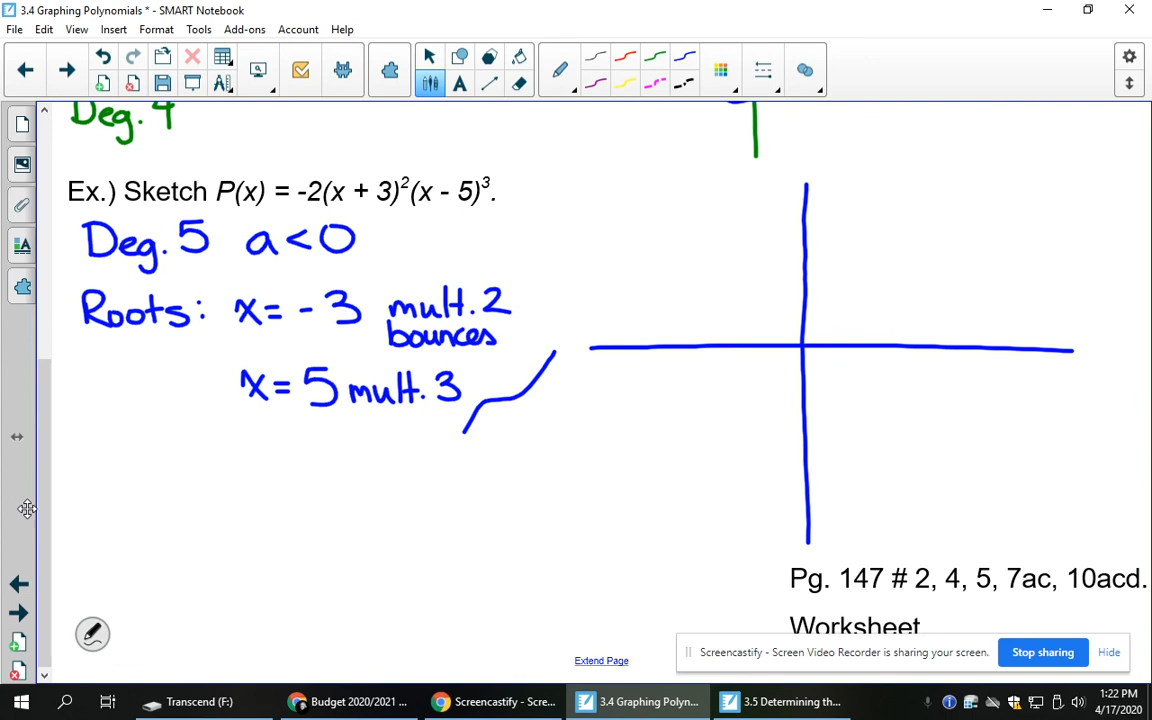 3.4 Graphing Polynomials * - SMART Notebook
File Edit View Insert Format Tools Add-ons Account Help
Deg. 4
Ex.) Sketch P(x) = -2(x + 3)²(x - 5)³.
Deg. 5 a < 0
Roots: x = -3 mult. 2
bounces
x = 5 mult. 3
Pg. 147 # 2, 4, 5, 7ac, 10acd.
Worksheet
Extend Page
Screencastify - Screen Video Recorder is sharing your screen. Stop sharing Hide
Transcend (F:) Budget 2020/2021 ... Screencastify - Scre... 3.4 Graphing Polyn... 3.5 Determining th...
1:22 PM
4/17/2020